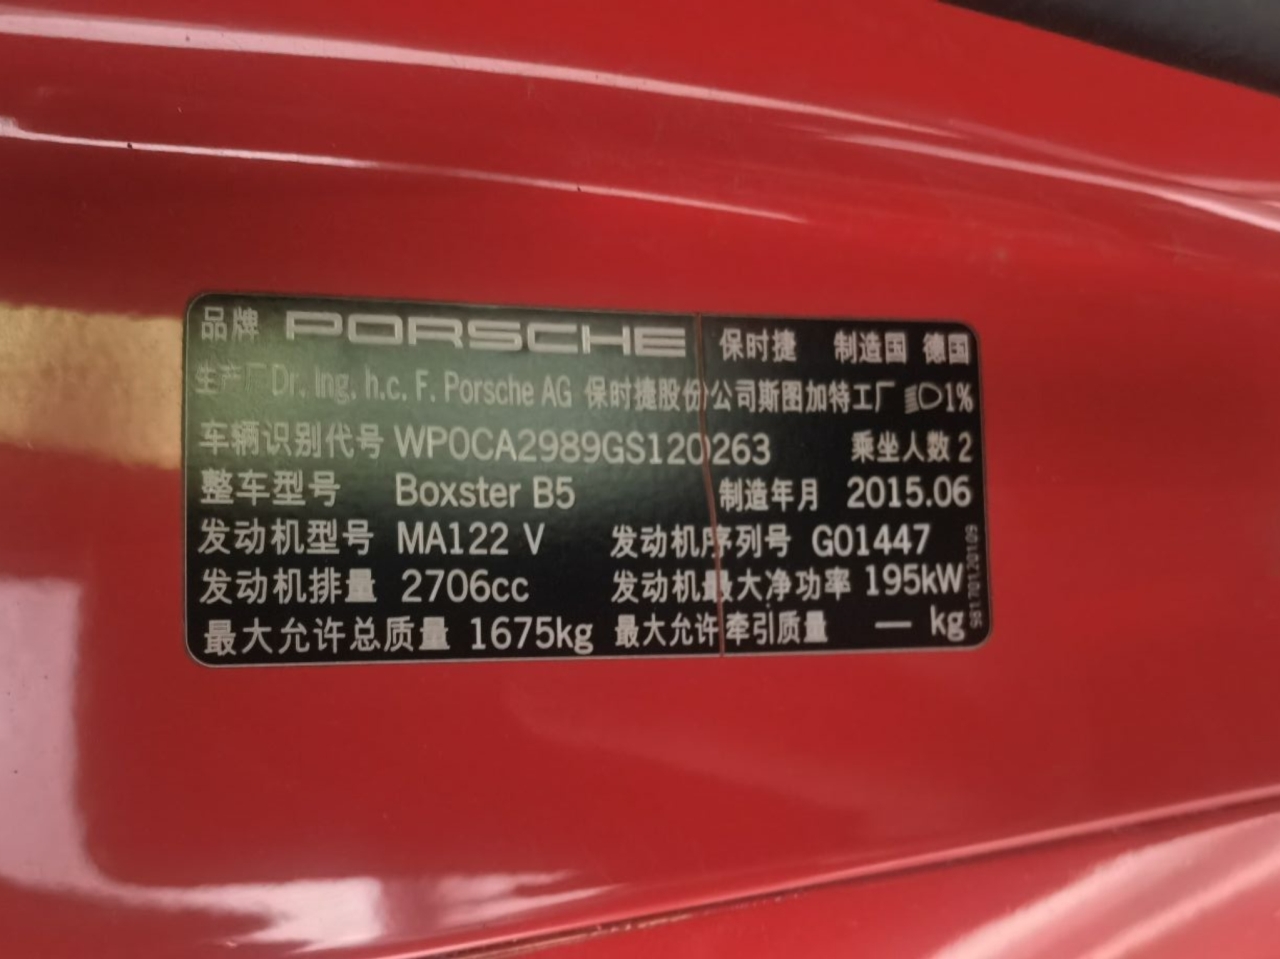 品牌 PORSCHE 保时捷 制造国 德国
生产厂 Dr. Ing. h.c. F. Porsche AG 保时捷股份公司斯图加特工厂 1%
车辆识别代号 WP0CA2989GS120263 乘坐人数 2
整车型号 Boxster B5 制造年月 2015.06
发动机型号 MA122 V 发动机序列号 G01447
发动机排量 2706cc 发动机最大净功率 195kW
最大允许总质量 1675kg 最大允许牵引质量 — kg
981.701.201.09